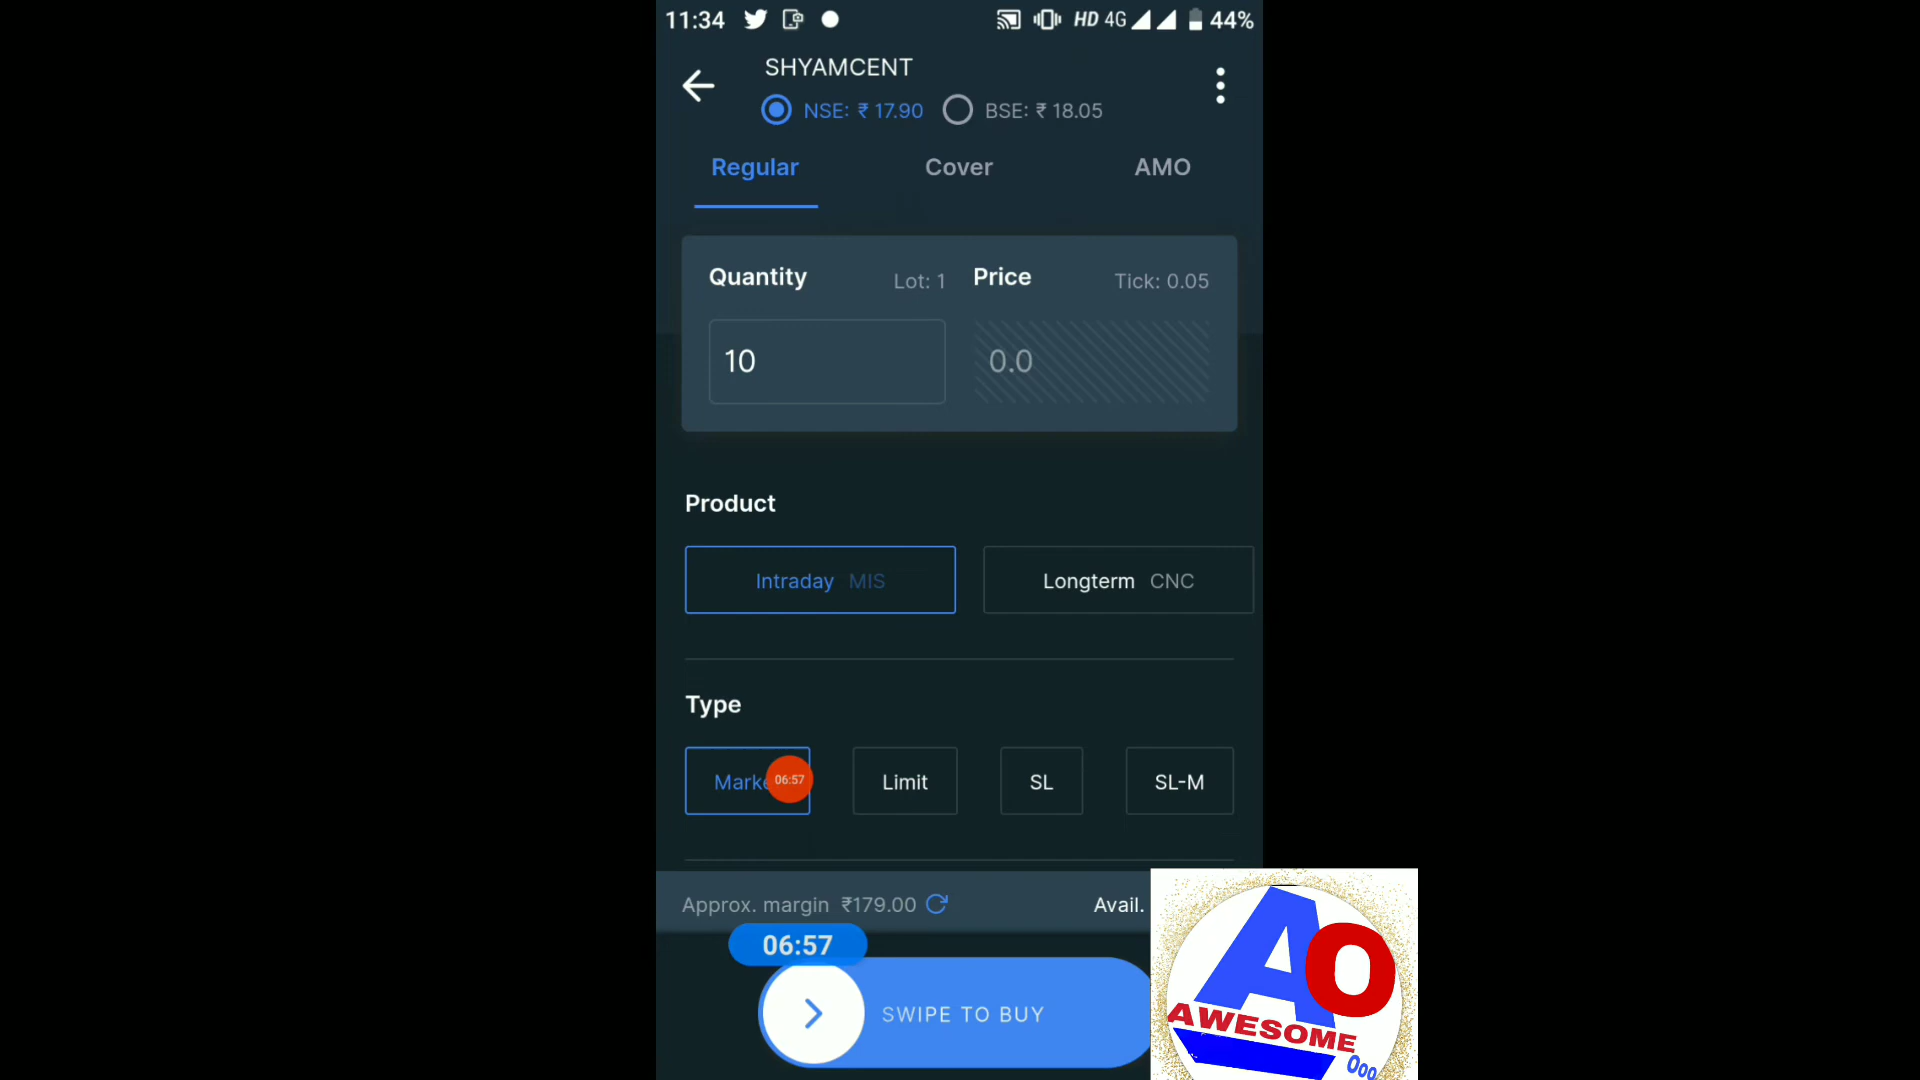 11:34 HD 4G 44%
SHYAMCENT
NSE: ₹ 17.90 BSE: ₹ 18.05
Regular Cover AMO
Quantity Lot: 1 Price Tick: 0.05
10 0.0
Product
Intraday MIS Longterm CNC
Type
Marke 06:57 Limit SL SL-M
Approx. margin ₹179.00 Avail.
06:57
SWIPE TO BUY
AO
AWESOME
0oo